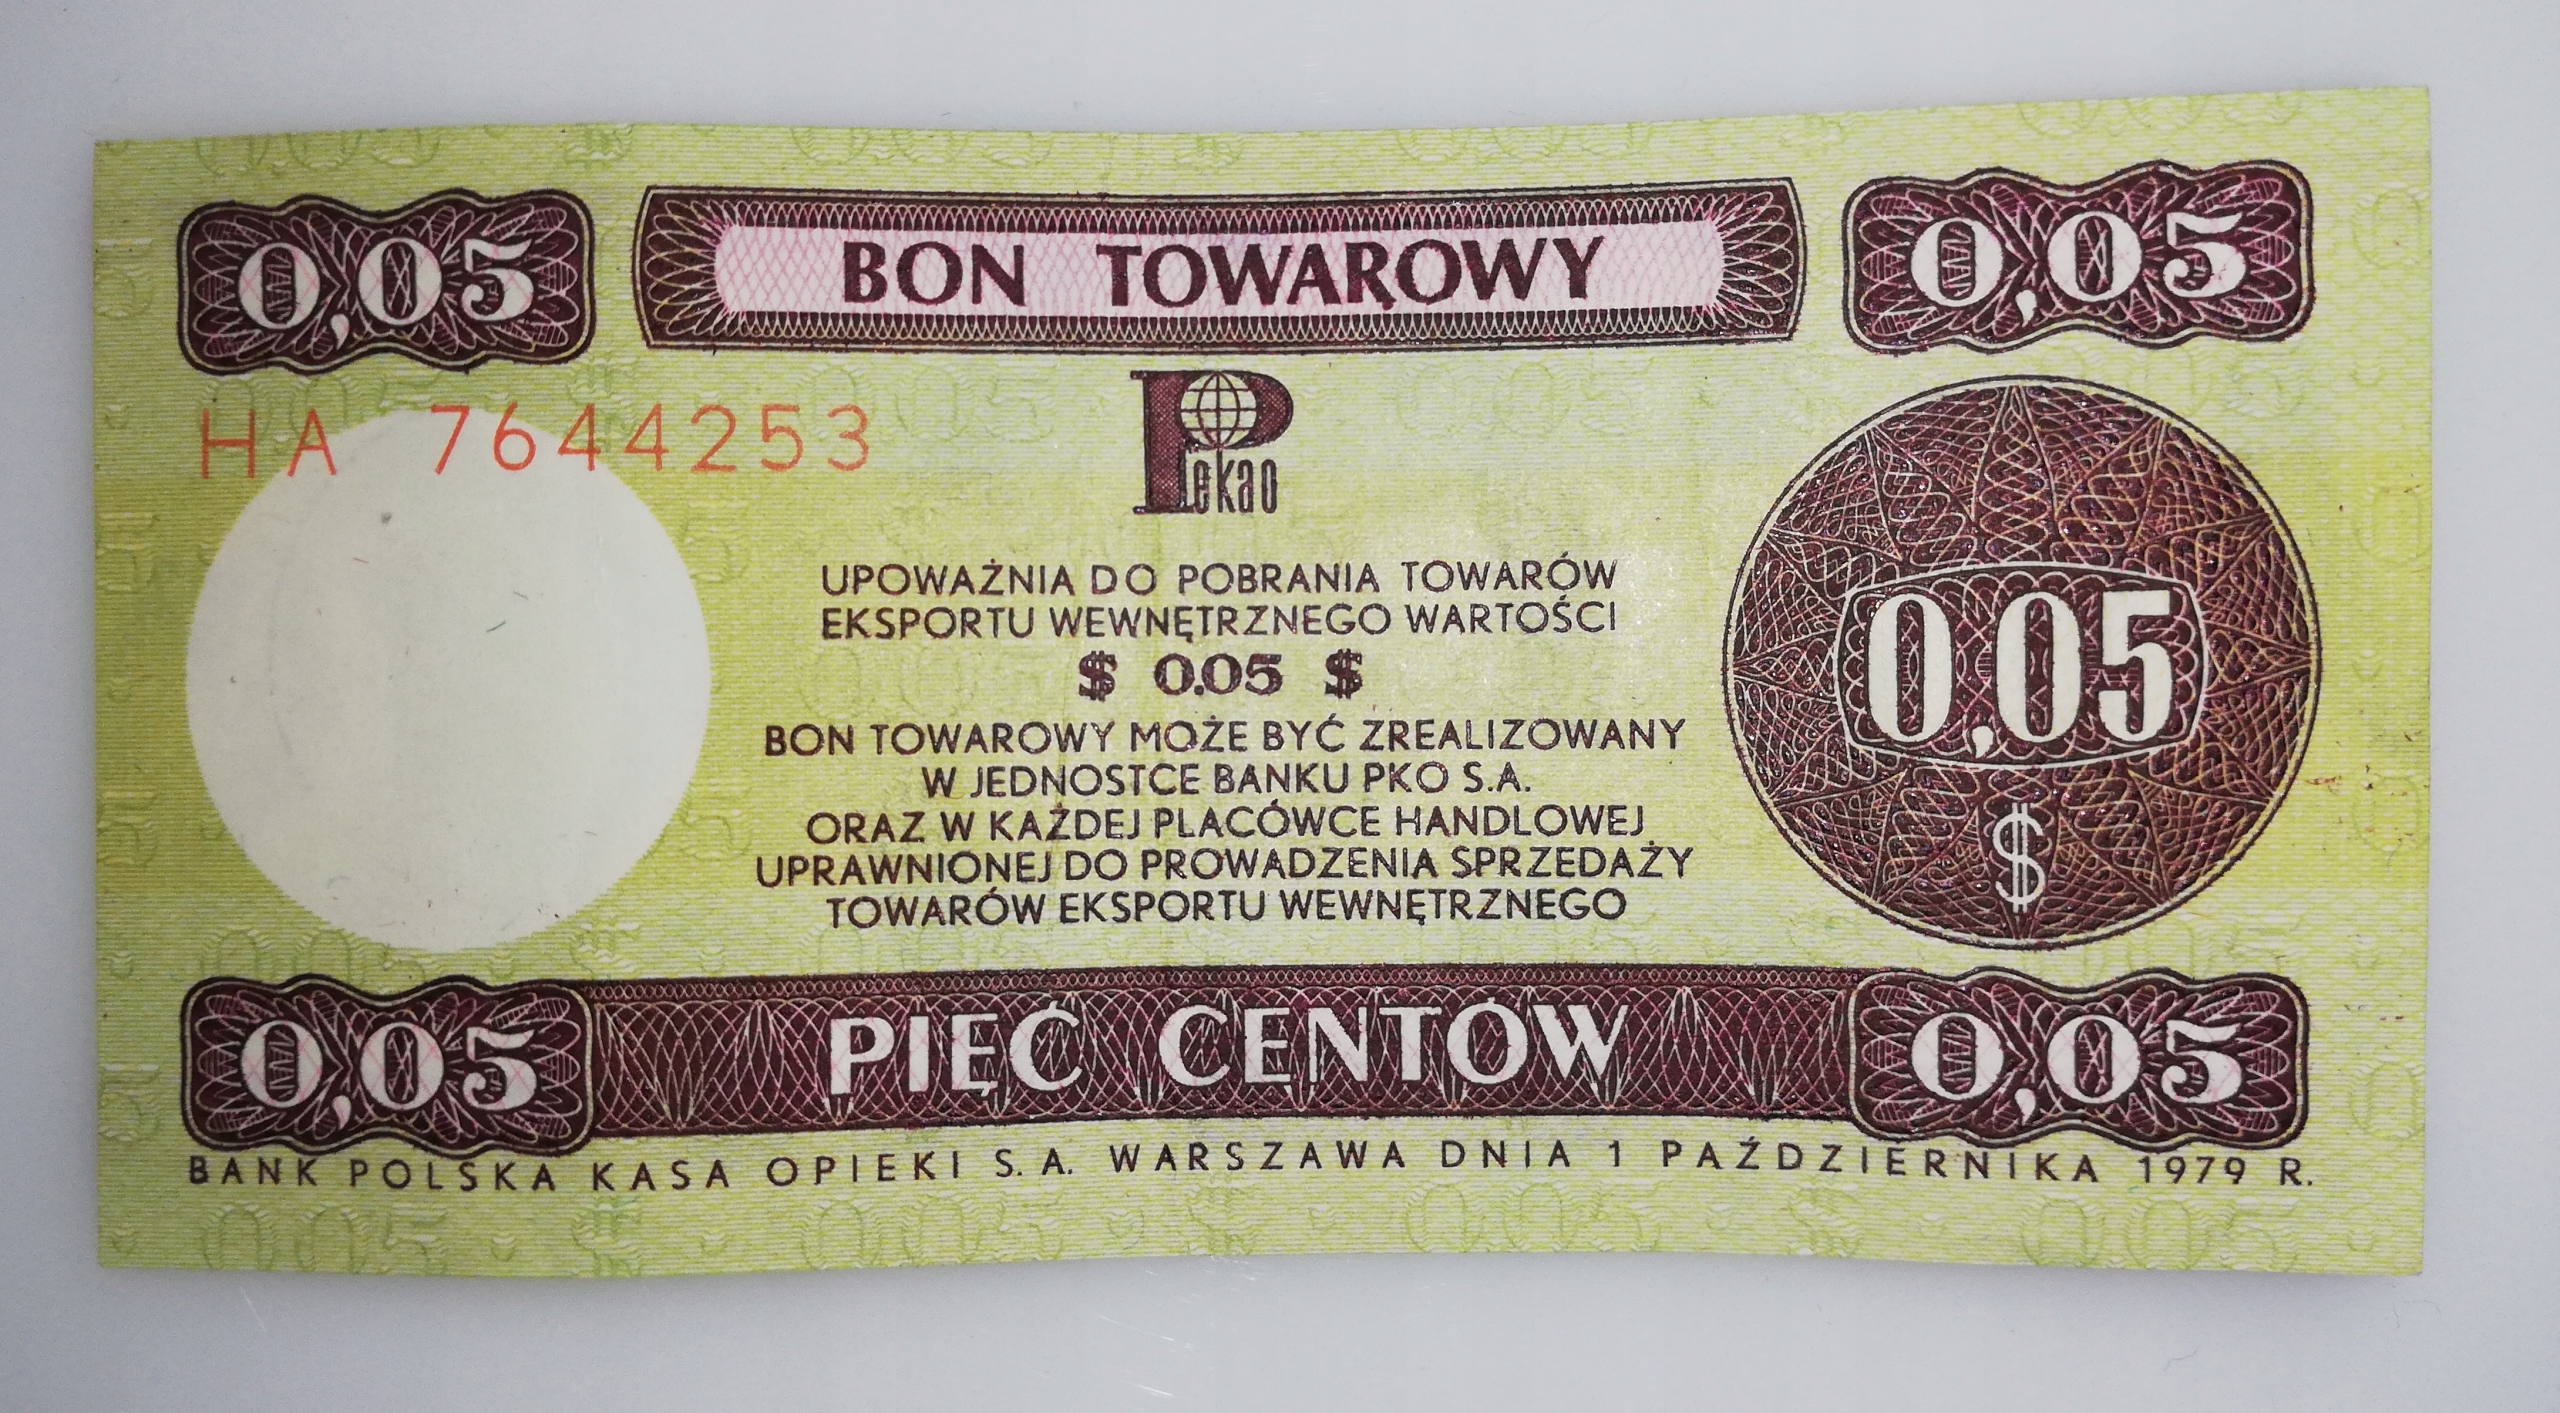 0,05 BON TOWAROWY 0,05
HA 7644253
Pekao
UPOWAŻNIA DO POBRANIA TOWARÓW
EKSPORTU WEWNĘTRZNEGO WARTOŚCI
$ 0.05 $
BON TOWAROWY MOŻE BYĆ ZREALIZOWANY
W JEDNOSTCE BANKU PKO S.A.
ORAZ W KAŻDEJ PLACÓWCE HANDLOWEJ
UPRAWNIONEJ DO PROWADZENIA SPRZEDAŻY
TOWARÓW EKSPORTU WEWNĘTRZNEGO
0,05
$
0,05 PIĘĆ CENTÓW 0,05
BANK POLSKA KASA OPIEKI S.A. WARSZAWA DNIA 1 PAŹDZIERNIKA 1979 R.